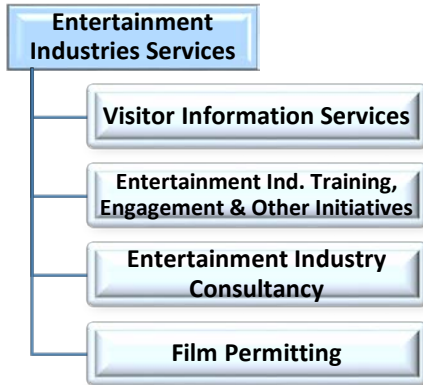 Entertainment
Industries Services
Visitor Information Services
Entertainment Ind. Training,
Engagement & Other Initiatives
Entertainment Industry
Consultancy
Film Permitting